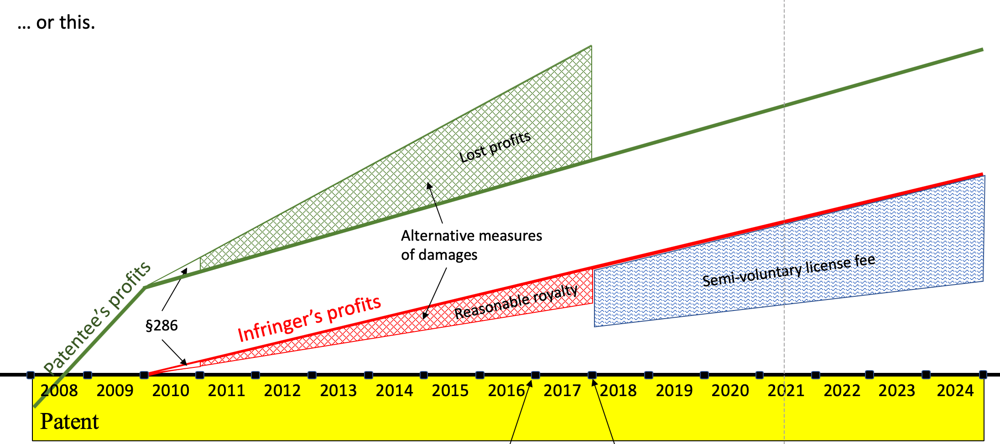 ... or this.
Lost profits
Alternative measures
of damages
Patentee's profits
§286
Infringer's profits
Reasonable royalty
Semi-voluntary license fee
2008 2009 2010 2011 2012 2013 2014 2015 2016 2017 2018 2019 2020 2021 2022 2023 2024
Patent